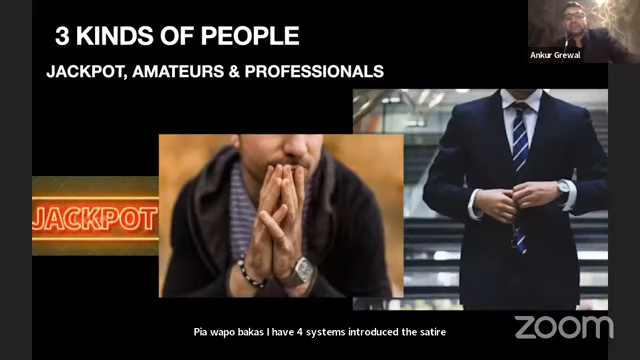 3 KINDS OF PEOPLE
JACKPOT, AMATEURS & PROFESSIONALS
Ankur Grewal
JACKPOT
Pia wapo bakas I have 4 systems introduced the satire
zoom